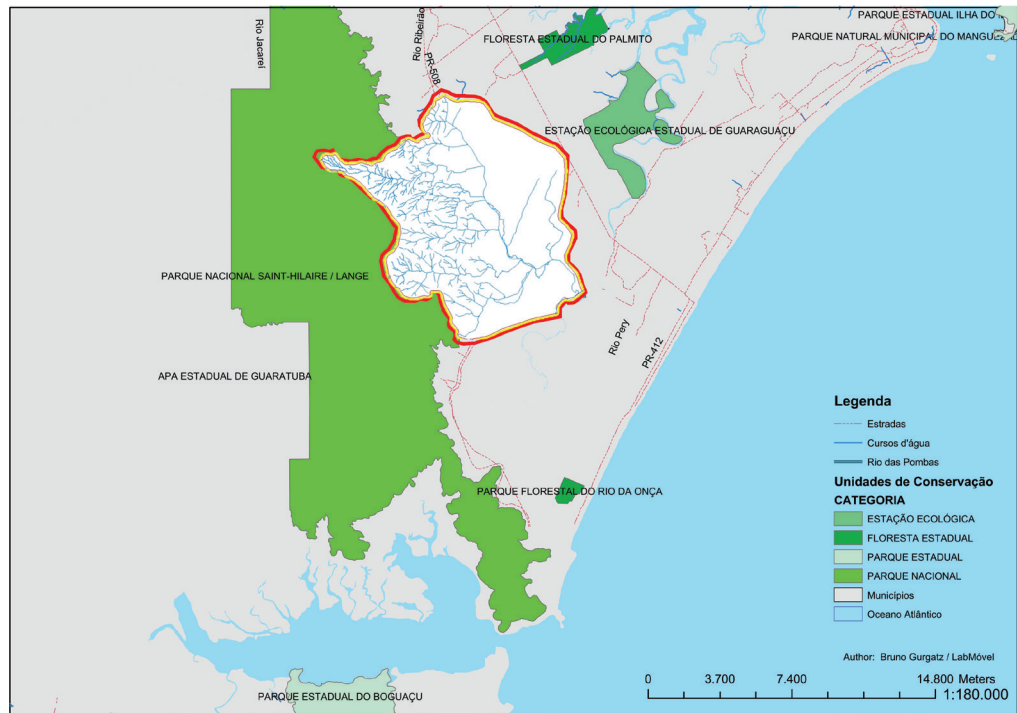 PARQUE ESTADUAL ILHA DO
PARQUE NATURAL MUNICIPAL DO
FLORESTA ESTADUAL DO PALMITO
Rio Jacareí
Rio Ribeirão
PR-508
ESTAÇÃO ECOLÓGICA ESTADUAL DE GUARAGUAÇU
PARQUE NACIONAL SAINT-HILAIRE / LANGE
Rio Pery
PR-412
APA ESTADUAL DE GUARATUBA
PARQUE FLORESTAL DO RIO DA ONÇA
PARQUE ESTADUAL DO BOGUAÇU
Legenda
Estradas
Cursos d'água
Rio das Pombas
Unidades de Conservação
CATEGORIA
ESTAÇÃO ECOLÓGICA
FLORESTA ESTADUAL
PARQUE ESTADUAL
PARQUE NACIONAL
Municípios
Oceano Atlântico
Author: Bruno Gurgatz / LabMóvel
0 3.700 7.400 14.800 Meters
1:180.000